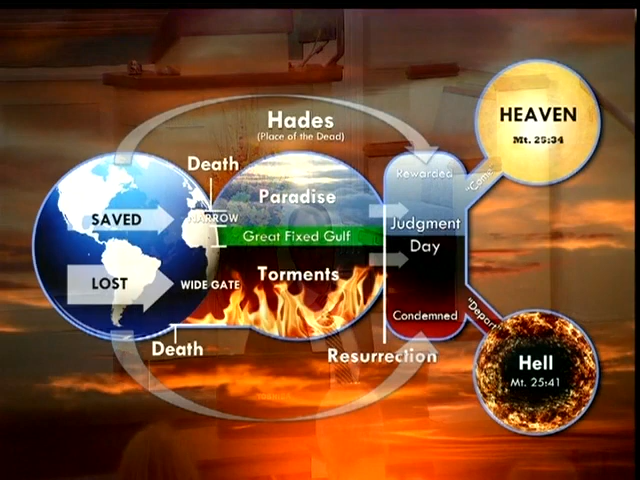 Hades
(Place of the Dead)
HEAVEN
Mt. 25:34
Death
Rewarded
"Come
Paradise
SAVED
NARROW
Judgment
Great Fixed Gulf
Day
Torments
LOST
WIDE GATE
Condemned
"Depart
Death
Resurrection
Hell
Mt. 25:41